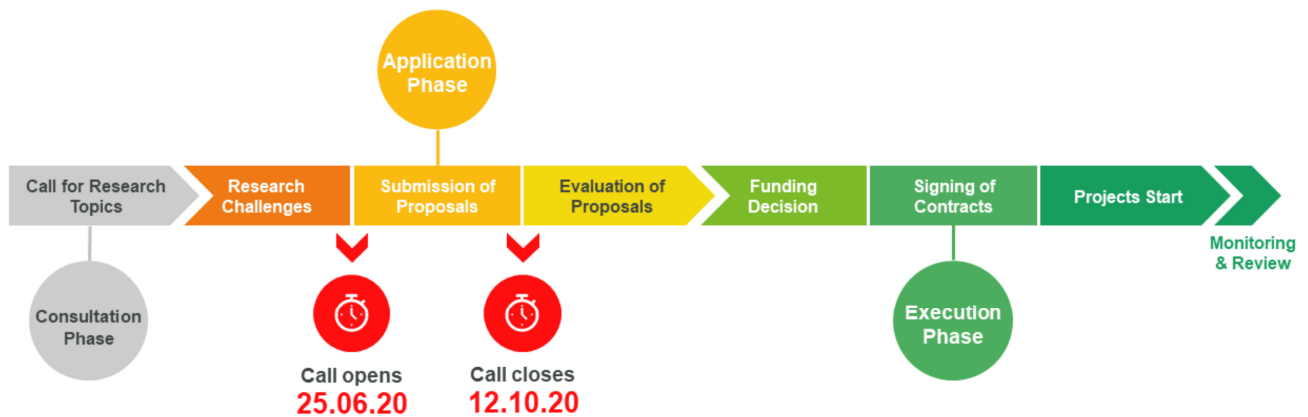 Application
Phase
Call for Research
Topics
Research
Challenges
Submission of
Proposals
Evaluation of
Proposals
Funding
Decision
Signing of
Contracts
Projects Start
Monitoring
& Review
Consultation
Phase
Execution
Phase
Call opens
25.06.20
Call closes
12.10.20